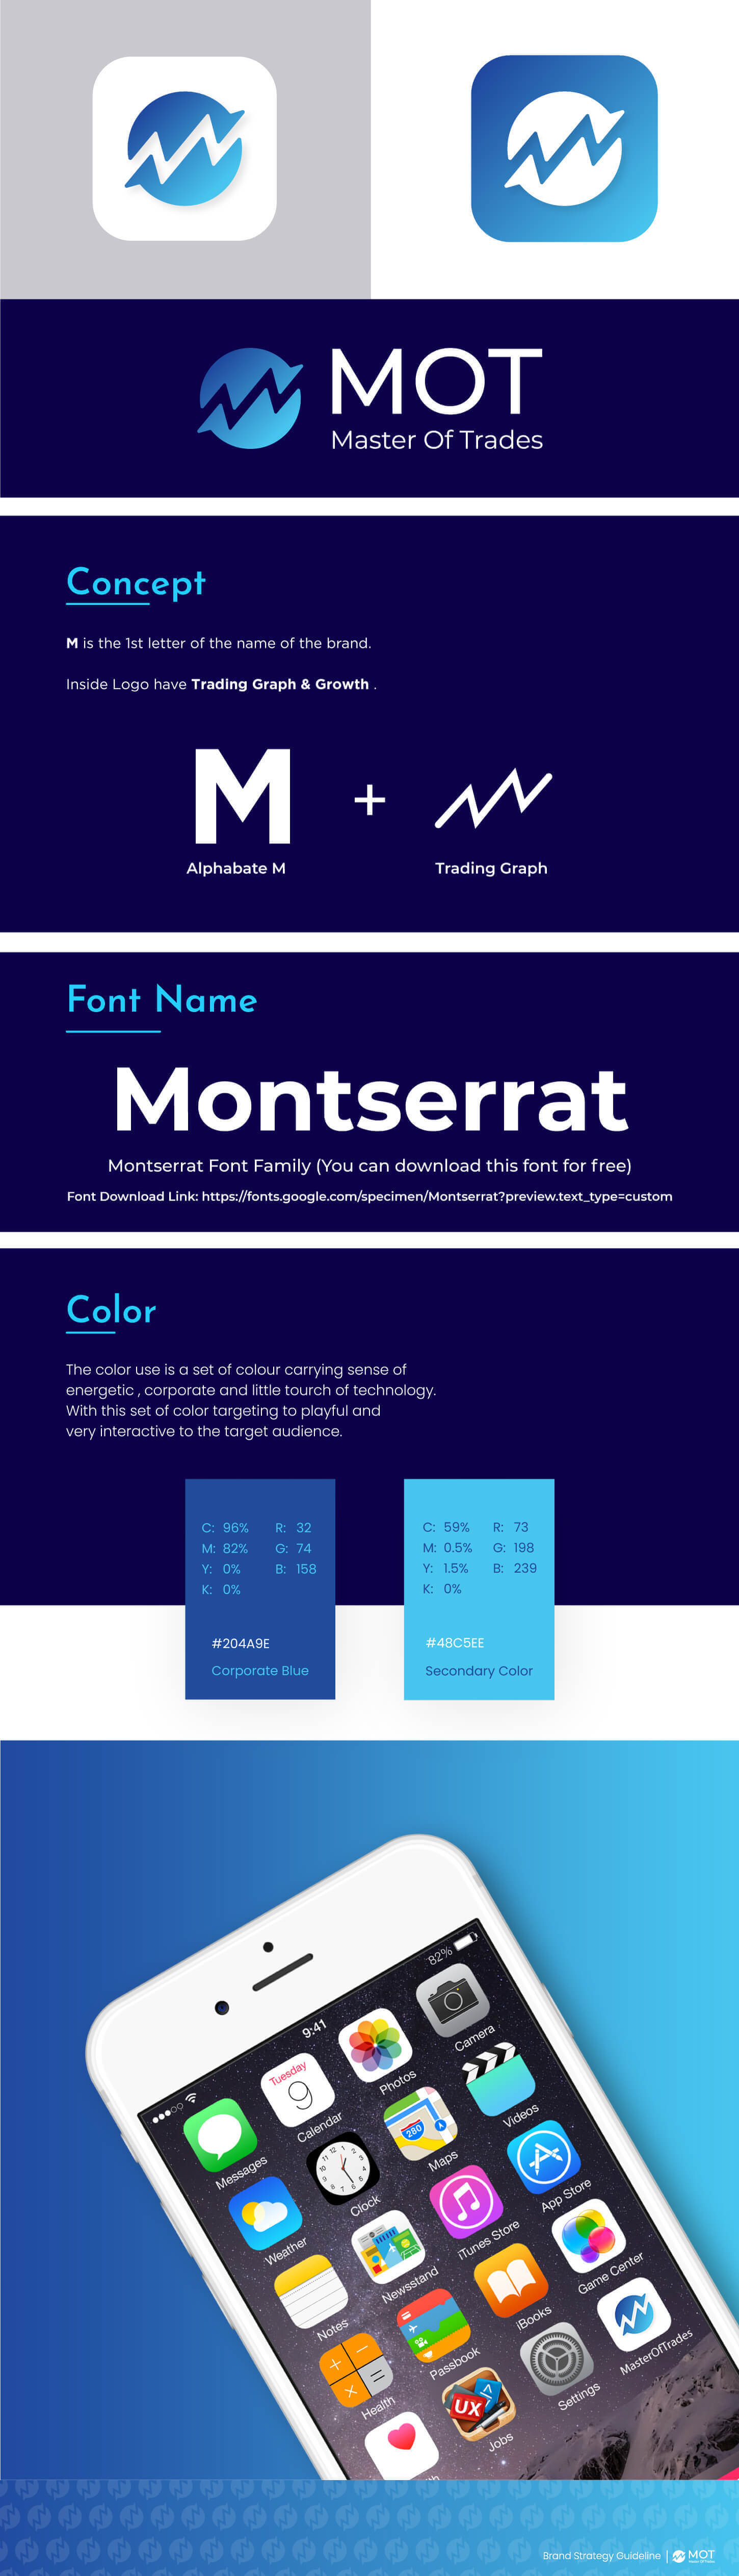 MOT
Master Of Trades
Concept
M is the 1st letter of the name of the brand.
Inside Logo have Trading Graph & Growth .
M + 
Alphabate M
Trading Graph
Font Name
Montserrat
Montserrat Font Family (You can download this font for free)
Font Download Link: https://fonts.google.com/specimen/Montserrat?preview.text_type=custom
Color
The color use is a set of colour carrying sense of
energetic , corporate and little tourch of technology.
With this set of color targeting to playful and
very interactive to the target audience.
C: 96% R: 32
M: 82% G: 74
Y: 0% B: 158
K: 0%
#204A9E
Corporate Blue
C: 59% R: 73
M: 0.5% G: 198
Y: 1.5% B: 239
K: 0%
#48C5EE
Secondary Color
9:41
82%
Messages
Tuesday
9
Calendar
Photos
Camera
Weather
Clock
280
Maps
Videos
Notes
Newsstand
iTunes Store
App Store
Health
Passbook
iBooks
Game Center
UX
Jobs
Settings
MasterOfTrades
Brand Strategy Guideline | MOT
Master Of Trades